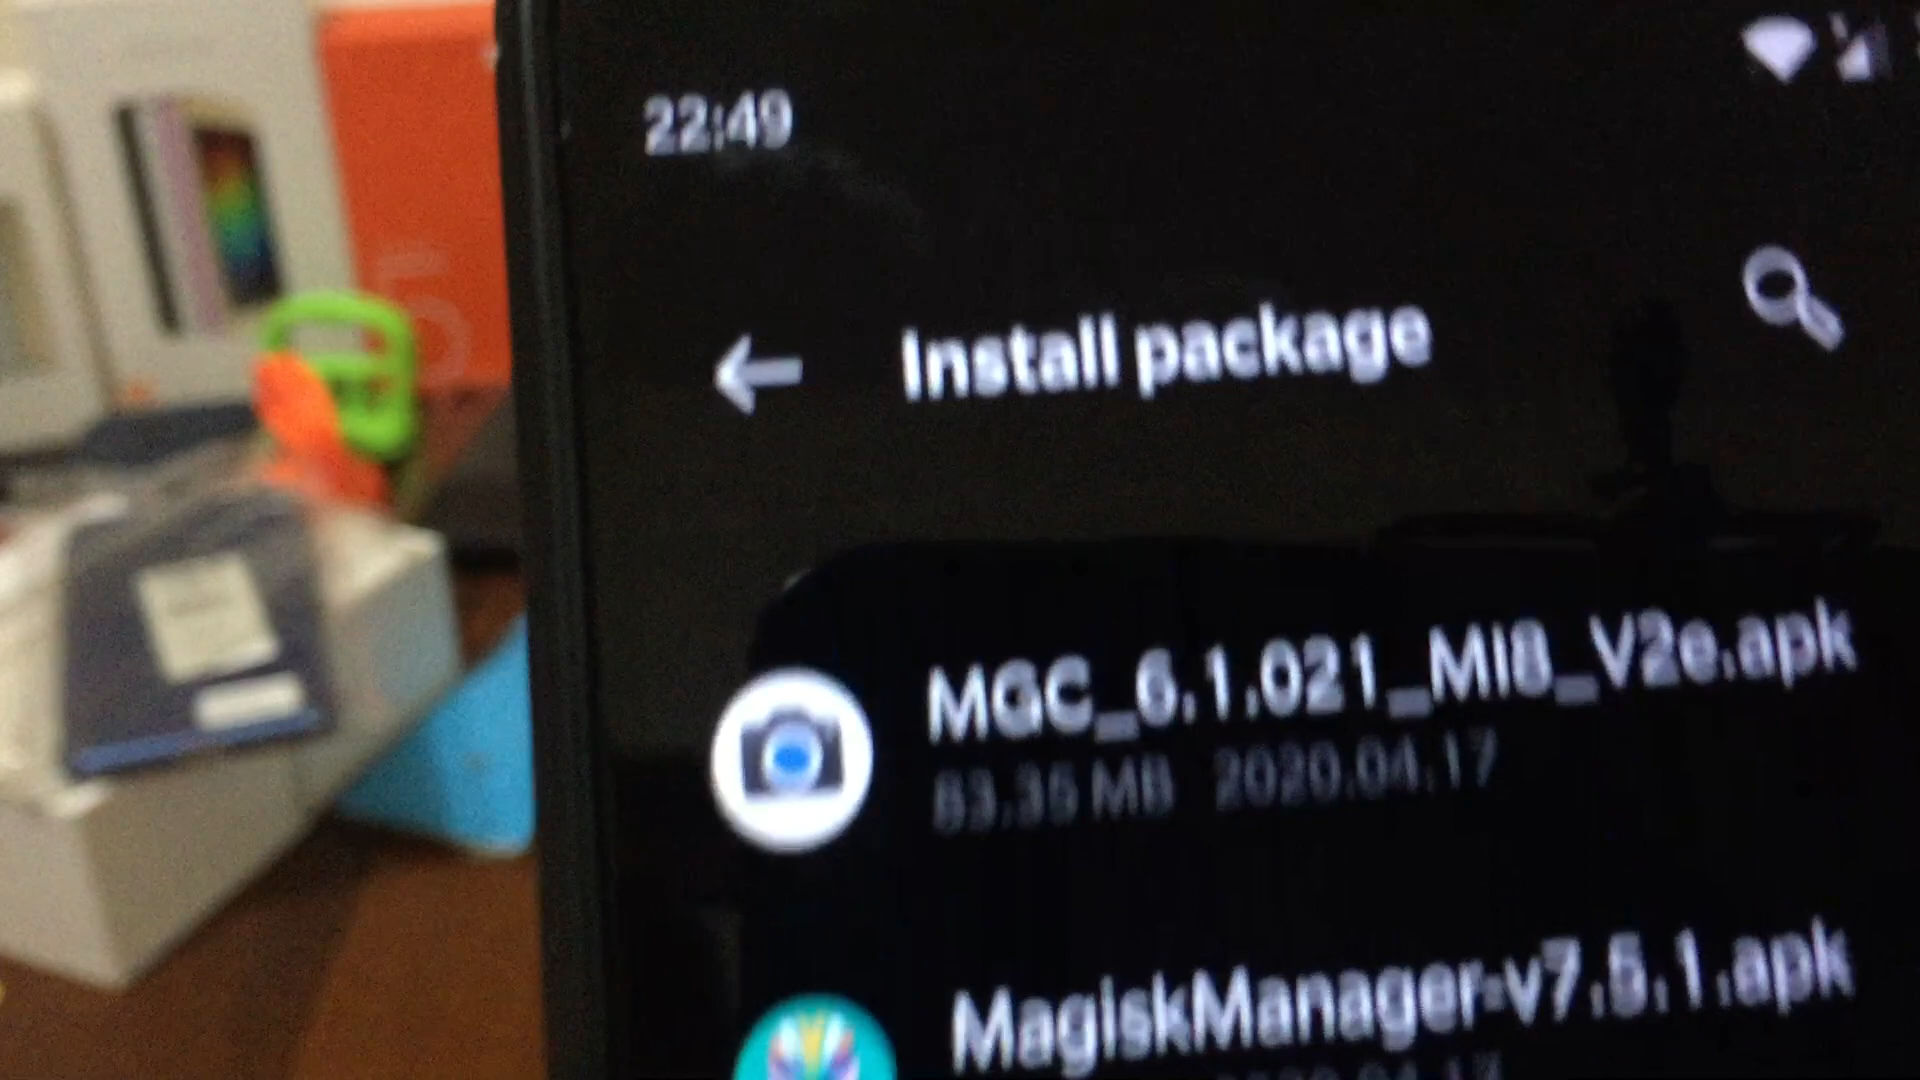 22:49
Install package
MGC_6.1.021_MI8_V2e.apk
83.35 MB 2020.04.17
MagiskManager-v7.5.1.apk
5